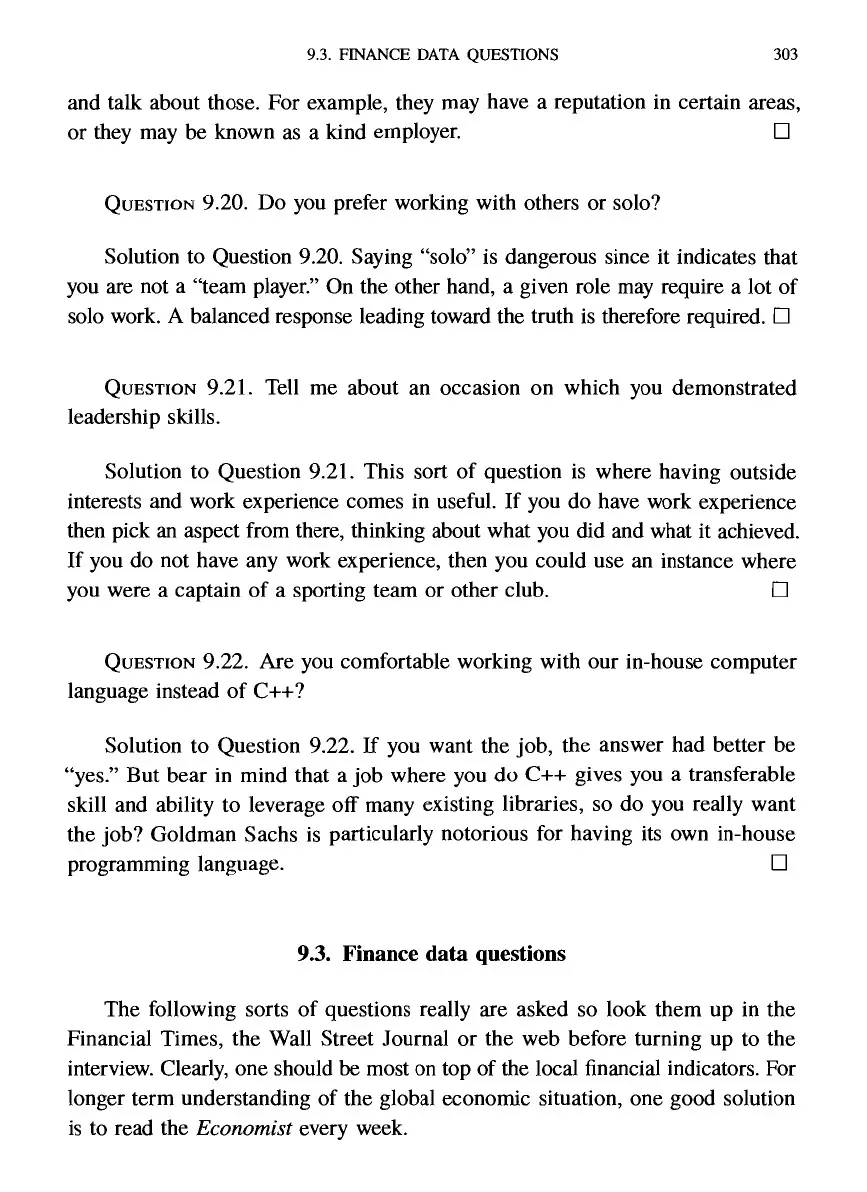 9.3. FINANCE DATA QUESTIONS 303
and talk about those. For example, they may have a reputation in certain areas,
or they may be known as a kind employer. □
QUESTION 9.20. Do you prefer working with others or solo?
Solution to Question 9.20. Saying “solo” is dangerous since it indicates that
you are not a “team player.” On the other hand, a given role may require a lot of
solo work. A balanced response leading toward the truth is therefore required. □
QUESTION 9.21. Tell me about an occasion on which you demonstrated
leadership skills.
Solution to Question 9.21. This sort of question is where having outside
interests and work experience comes in useful. If you do have work experience
then pick an aspect from there, thinking about what you did and what it achieved.
If you do not have any work experience, then you could use an instance where
you were a captain of a sporting team or other club. □
QUESTION 9.22. Are you comfortable working with our in-house computer
language instead of C++?
Solution to Question 9.22. If you want the job, the answer had better be
“yes.” But bear in mind that a job where you do C++ gives you a transferable
skill and ability to leverage off many existing libraries, so do you really want
the job? Goldman Sachs is particularly notorious for having its own in-house
programming language. □
9.3. Finance data questions
The following sorts of questions really are asked so look them up in the
Financial Times, the Wall Street Journal or the web before turning up to the
interview. Clearly, one should be most on top of the local financial indicators. For
longer term understanding of the global economic situation, one good solution
is to read the Economist every week.